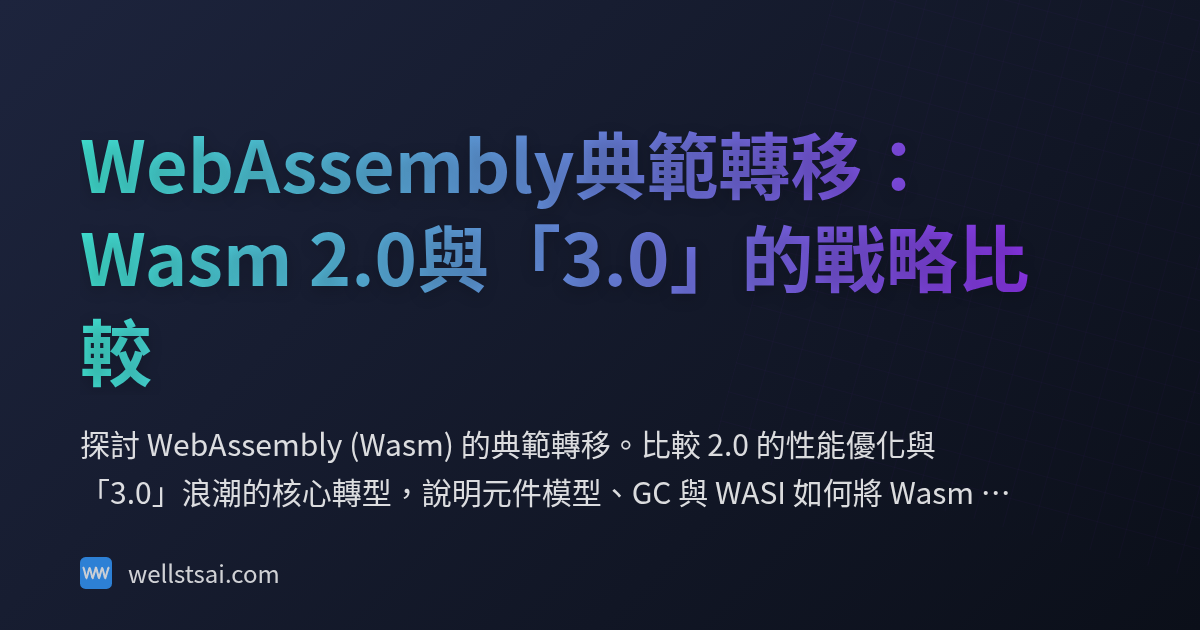 WebAssembly典範轉移：
Wasm 2.0與「3.0」的戰略比
較
探討 WebAssembly (Wasm) 的典範轉移。比較 2.0 的性能優化與
「3.0」浪潮的核心轉型，說明元件模型、GC 與 WASI 如何將 Wasm …
wellstsai.com